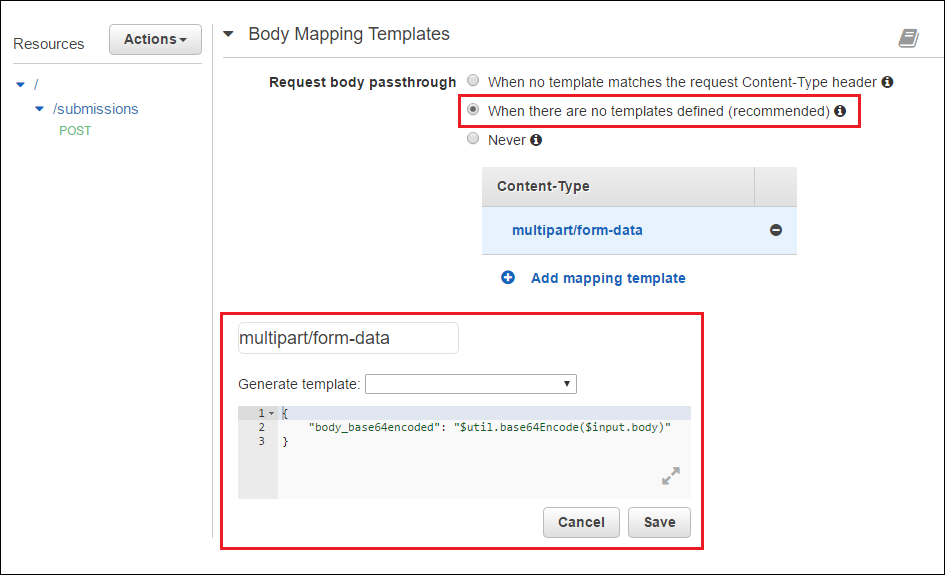 Resources
Actions
/
/submissions
POST
Body Mapping Templates
Request body passthrough
When no template matches the request Content-Type header
When there are no templates defined (recommended)
Never
Content-Type
multipart/form-data
Add mapping template
multipart/form-data
Generate template:
1 {
2 "body_base64encoded": "$util.base64Encode($input.body)"
3 }
Cancel Save